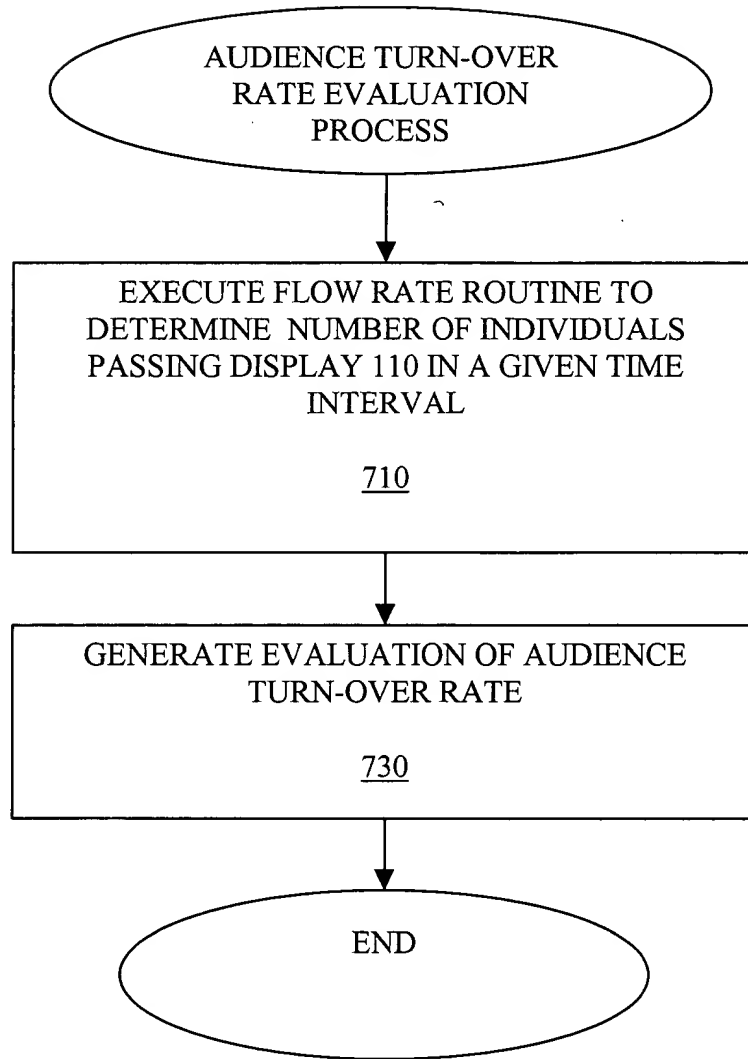 AUDIENCE TURN-OVER
RATE EVALUATION
PROCESS
EXECUTE FLOW RATE ROUTINE TO
DETERMINE NUMBER OF INDIVIDUALS
PASSING DISPLAY 110 IN A GIVEN TIME
INTERVAL
710
GENERATE EVALUATION OF AUDIENCE
TURN-OVER RATE
730
END